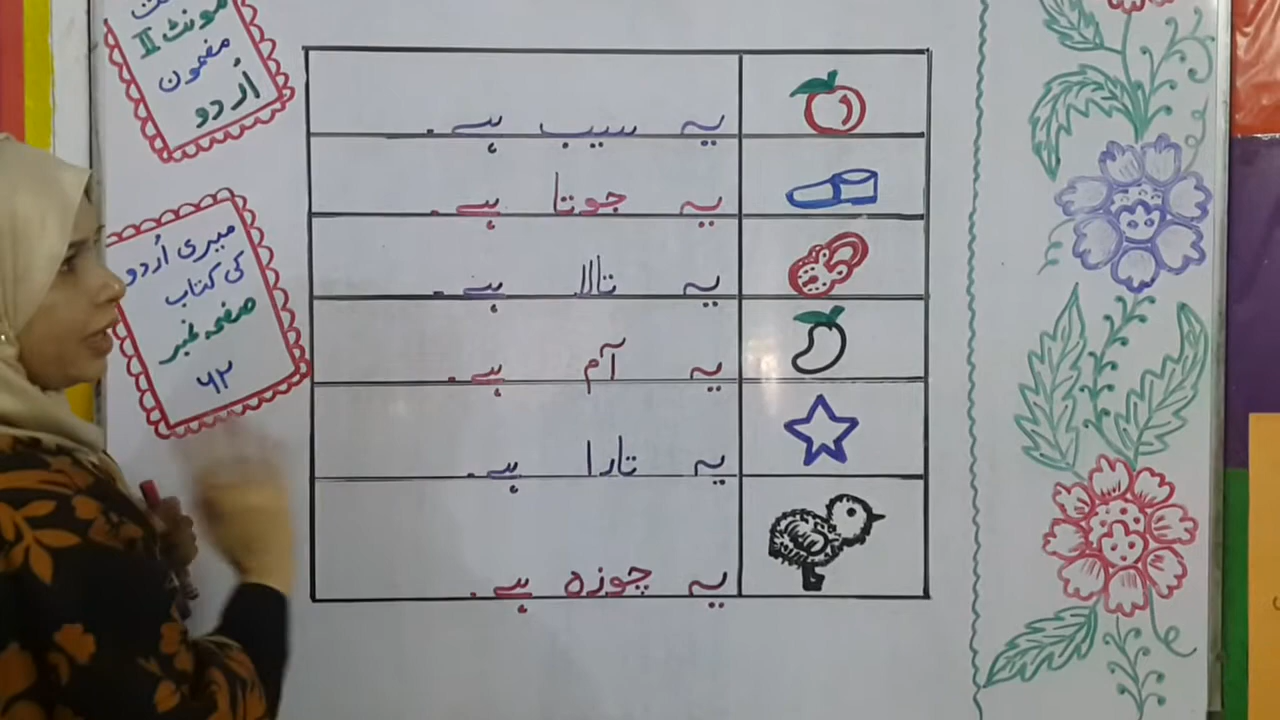 مونٹ II
مضمون
اُردو
میری اُردو
کی کتاب
صفحہ نمبر
۶۲
یہ سیب ہے۔
یہ جوتا ہے۔
یہ تالا ہے۔
یہ آم ہے۔
یہ تارا ہے۔
یہ چوزہ ہے۔